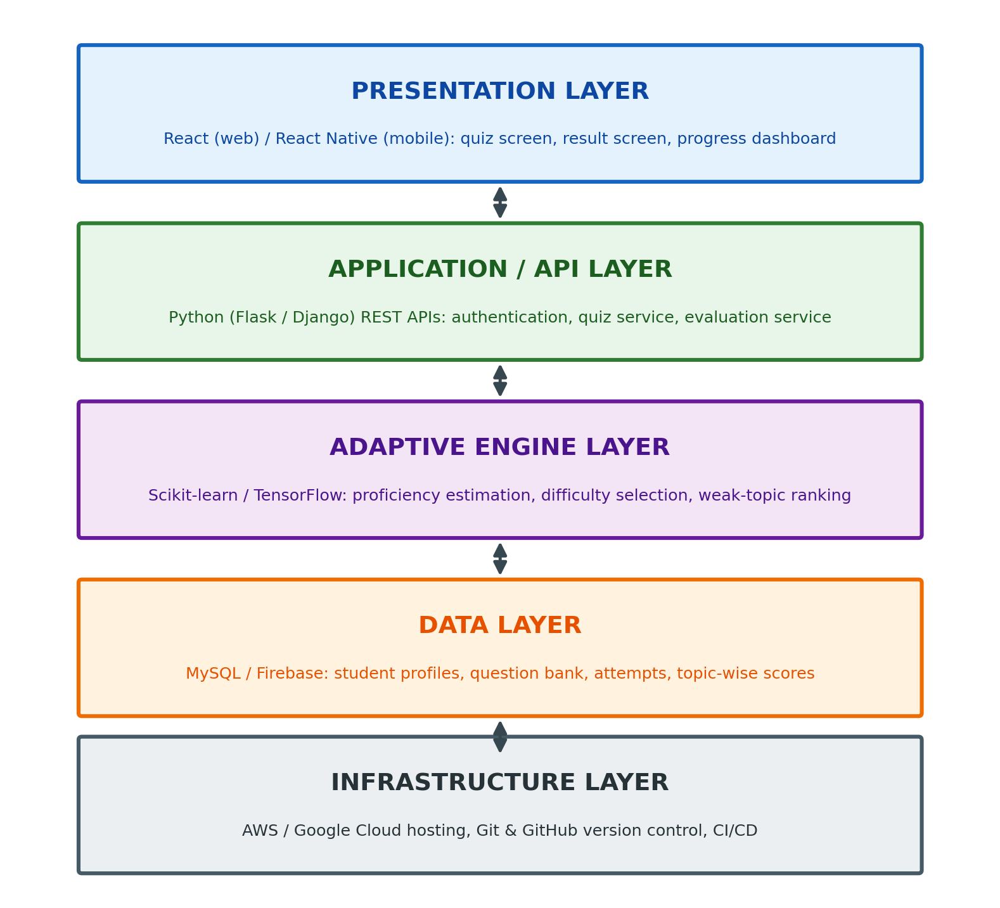 PRESENTATION LAYER
React (web) / React Native (mobile): quiz screen, result screen, progress dashboard
APPLICATION / API LAYER
Python (Flask / Django) REST APIs: authentication, quiz service, evaluation service
ADAPTIVE ENGINE LAYER
Scikit-learn / TensorFlow: proficiency estimation, difficulty selection, weak-topic ranking
DATA LAYER
MySQL / Firebase: student profiles, question bank, attempts, topic-wise scores
INFRASTRUCTURE LAYER
AWS / Google Cloud hosting, Git & GitHub version control, CI/CD